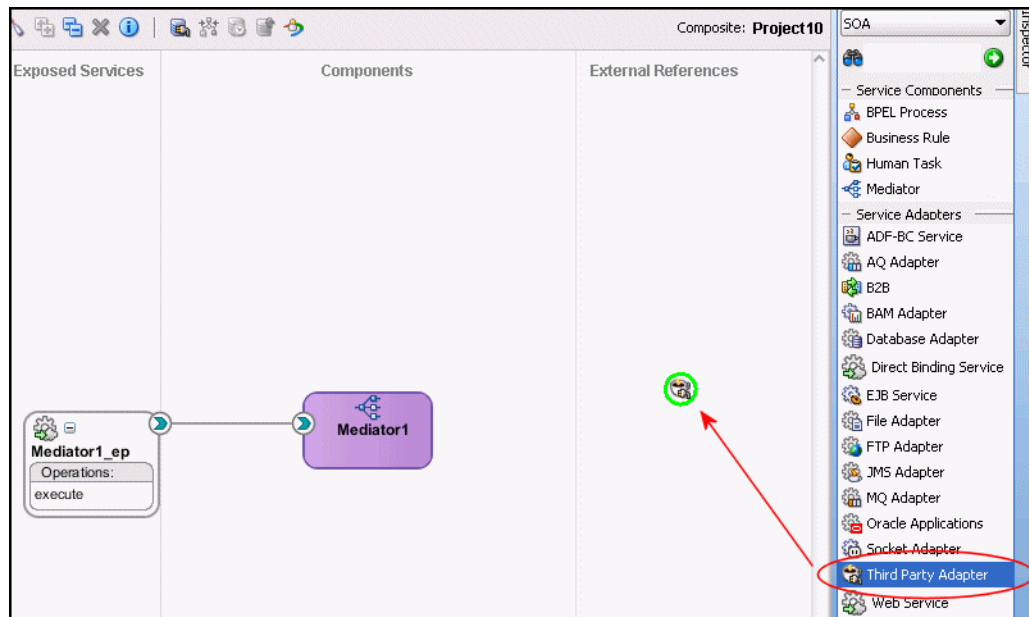 Composite: Project10
Exposed Services
Components
External References
Mediator1_ep
Operations:
execute
Mediator1
SOA
Service Components
BPEL Process
Business Rule
Human Task
Mediator
Service Adapters
ADF-BC Service
AQ Adapter
B2B
BAM Adapter
Database Adapter
Direct Binding Service
EJB Service
File Adapter
FTP Adapter
JMS Adapter
MQ Adapter
Oracle Applications
Socket Adapter
Third Party Adapter
Web Service
Inspector